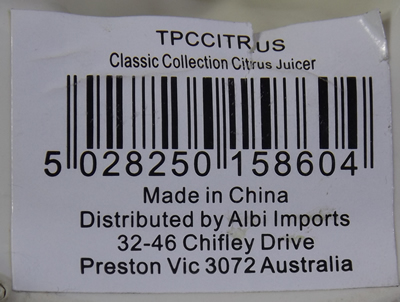 TPCCITRUS
Classic Collection Citrus Juicer
5 028250 158604
Made in China
Distributed by Albi Imports
32-46 Chifley Drive
Preston Vic 3072 Australia